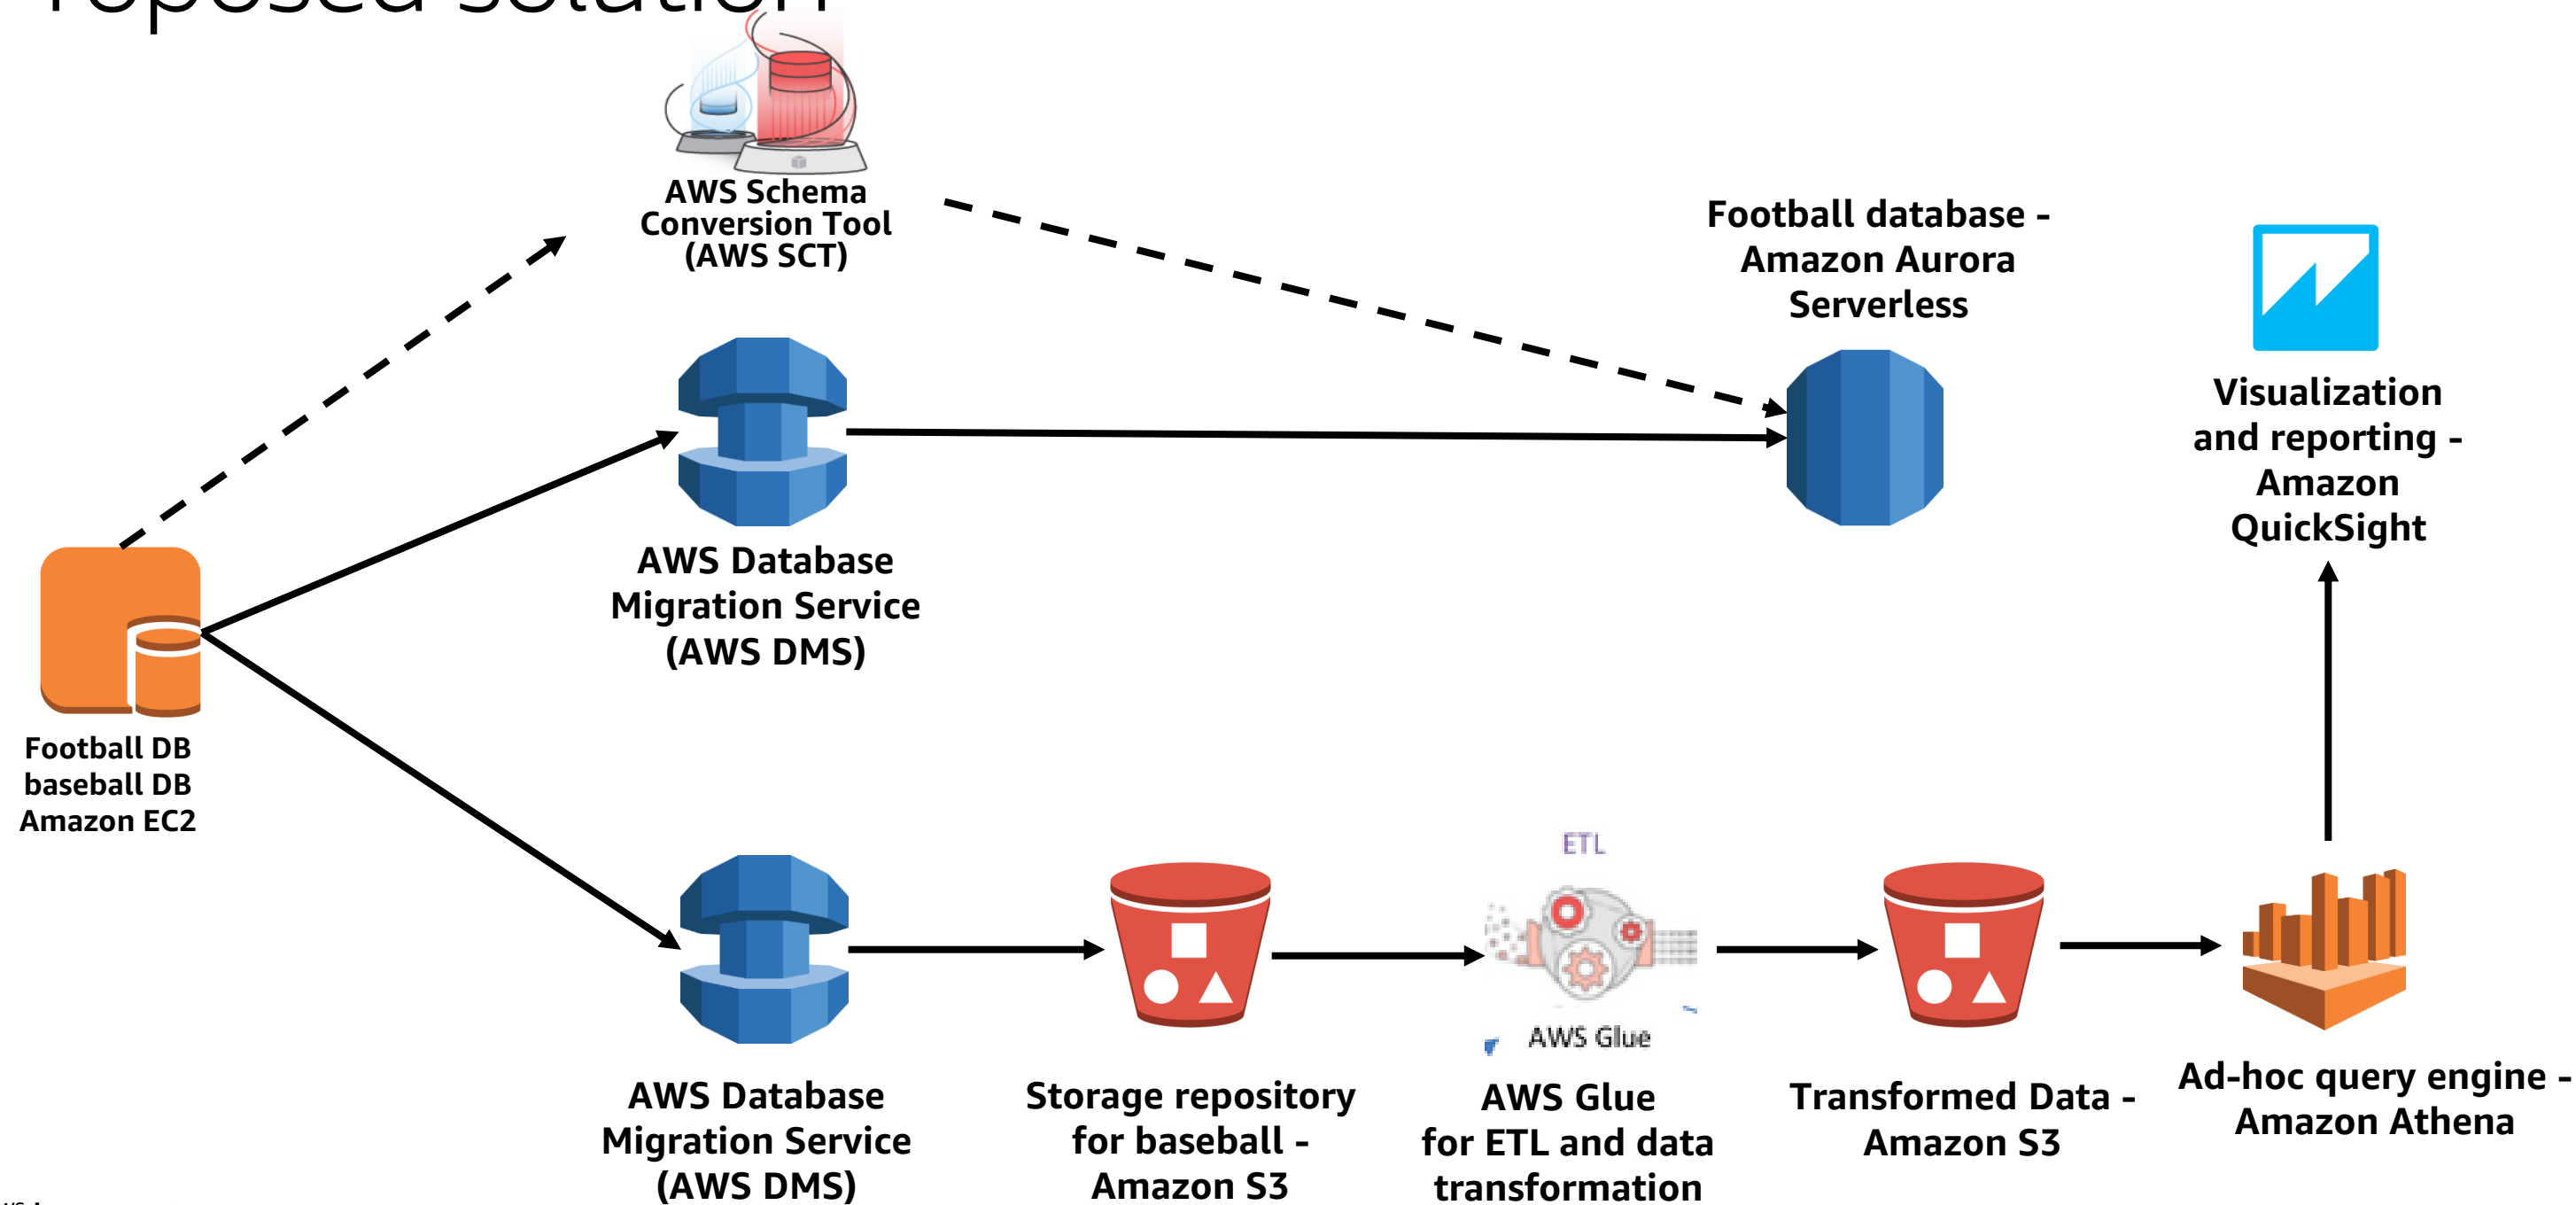 roposed solution
AWS Schema
Conversion Tool
(AWS SCT)
Football database -
Amazon Aurora
Serverless
Visualization
and reporting -
Amazon
QuickSight
AWS Database
Migration Service
(AWS DMS)
Football DB
baseball DB
Amazon EC2
ETL
AWS Glue
AWS Database
Migration Service
(AWS DMS)
Storage repository
for baseball -
Amazon S3
AWS Glue
for ETL and data
transformation
Transformed Data -
Amazon S3
Ad-hoc query engine -
Amazon Athena